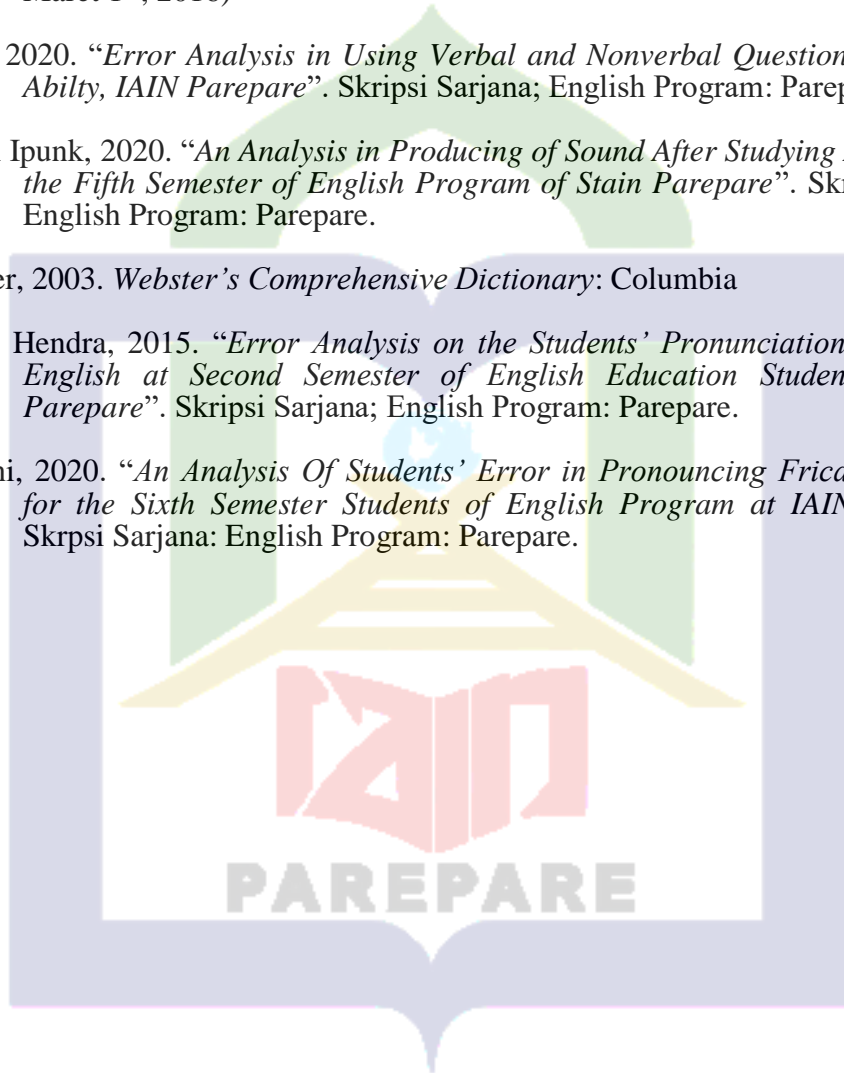 2020. “Error Analysis in Using Verbal and Nonverbal Question
Abilty, IAIN Parepare”. Skripsi Sarjana; English Program: Parep
Ipunk, 2020. “An Analysis in Producing of Sound After Studying
the Fifth Semester of English Program of Stain Parepare”. Skr
English Program: Parepare.
er, 2003. Webster’s Comprehensive Dictionary: Columbia
Hendra, 2015. “Error Analysis on the Students’ Pronunciation
English at Second Semester of English Education Studen
Parepare”. Skripsi Sarjana; English Program: Parepare.
ni, 2020. “An Analysis Of Students’ Error in Pronouncing Frica
for the Sixth Semester Students of English Program at IAIN
Skrpsi Sarjana: English Program: Parepare.
iain
PAREPARE